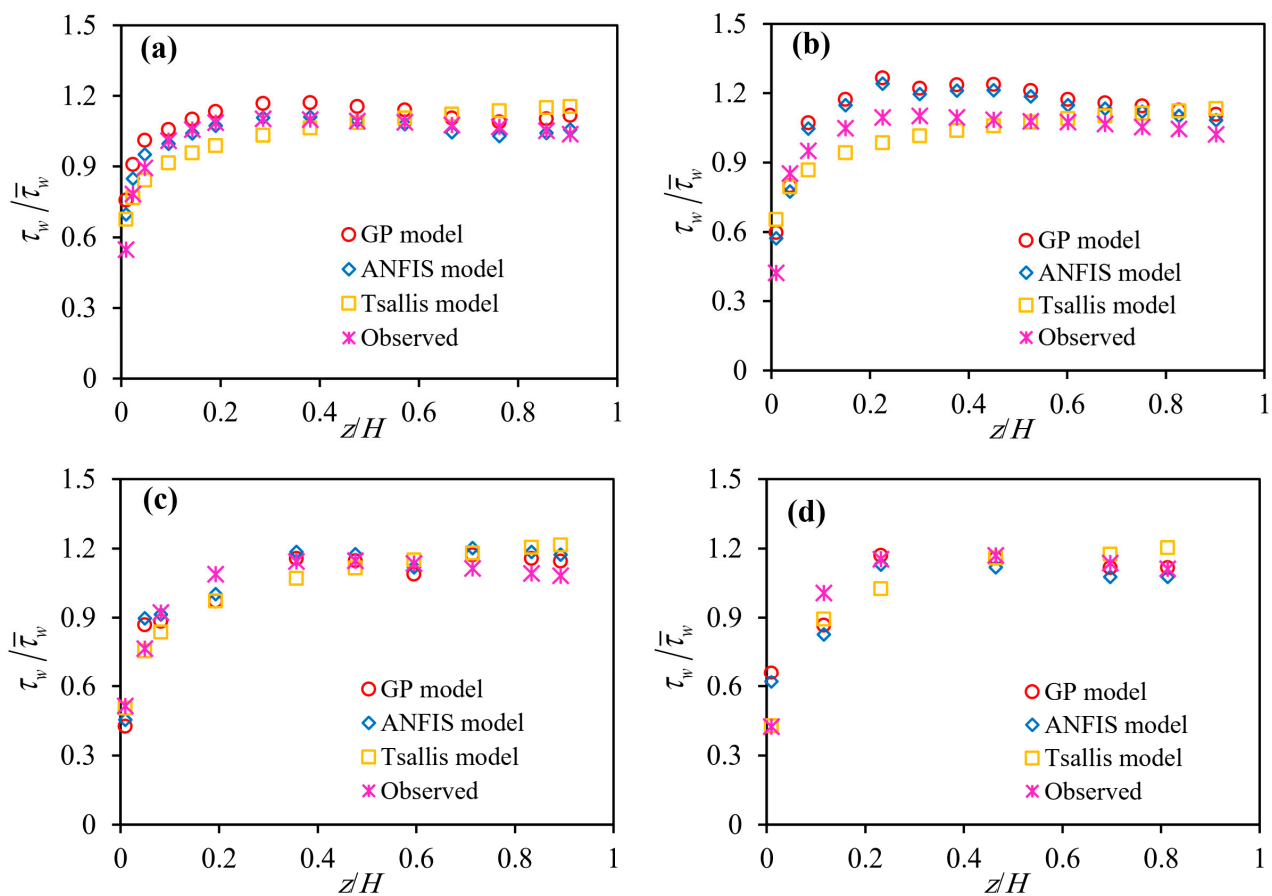 (a)
1.5
1.2
0.9
0.6
0.3
0
τw / τ̄w
GP model
ANFIS model
Tsallis model
Observed
0 0.2 0.4 0.6 0.8 1
z/H
(b)
1.5
1.2
0.9
0.6
0.3
0
τw / τ̄w
GP model
ANFIS model
Tsallis model
Observed
0 0.2 0.4 0.6 0.8 1
z/H
(c)
1.5
1.2
0.9
0.6
0.3
0
τw / τ̄w
GP model
ANFIS model
Tsallis model
Observed
0 0.2 0.4 0.6 0.8 1
z/H
(d)
1.5
1.2
0.9
0.6
0.3
0
τw / τ̄w
GP model
ANFIS model
Tsallis model
Observed
0 0.2 0.4 0.6 0.8 1
z/H